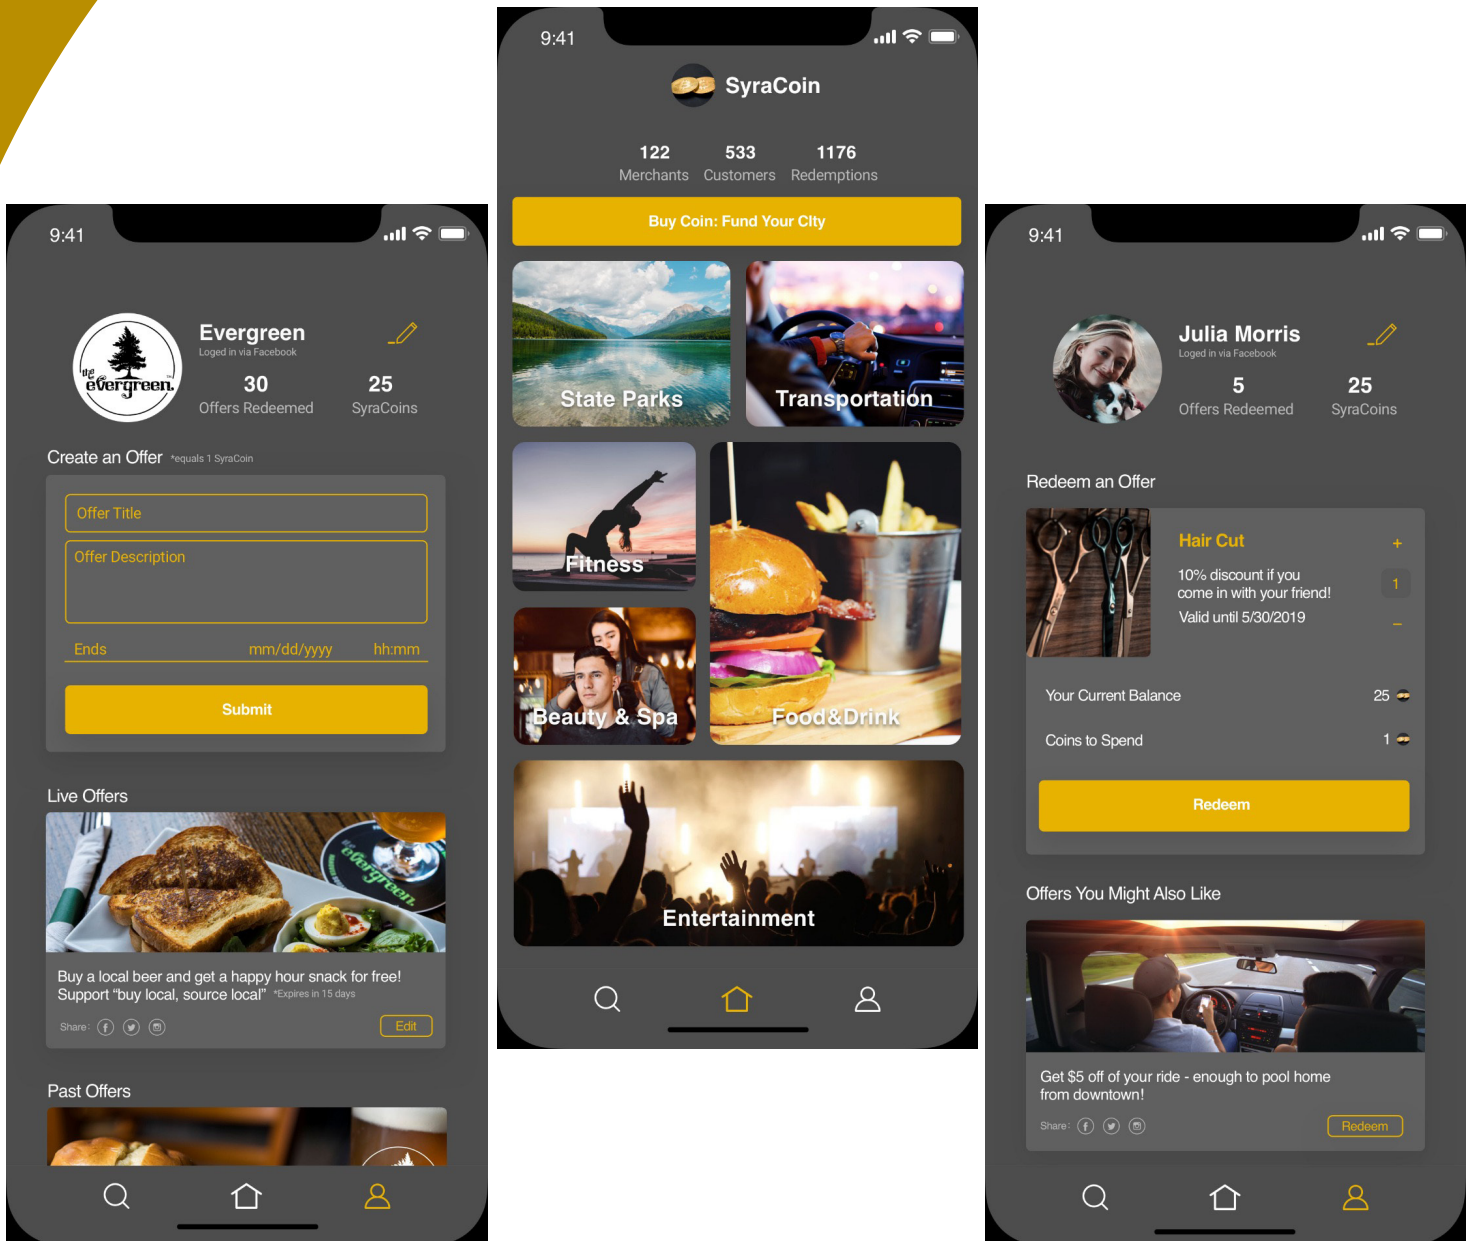 9:41
Evergreen
Loged in via Facebook
the
evergreen.
30
25
Offers Redeemed
SyraCoins
Create an Offer *equals 1 SyraCoin
Offer Title
Offer Description
Ends mm/dd/yyyy hh:mm
Submit
Live Offers
the evergreen.
Buy a local beer and get a happy hour snack for free!
Support “buy local, source local” *Expires in 15 days
Share:
Edit
Past Offers
9:41
SyraCoin
122 533 1176
Merchants Customers Redemptions
Buy Coin: Fund Your CIty
State Parks
Transportation
Fitness
Beauty & Spa
Food&Drink
Entertainment
9:41
Julia Morris
Loged in via Facebook
5 25
Offers Redeemed SyraCoins
Redeem an Offer
Hair Cut
+
10% discount if you
come in with your friend!
1
Valid until 5/30/2019
–
Your Current Balance 25
Coins to Spend 1
Redeem
Offers You Might Also Like
Get $5 off of your ride - enough to pool home
from downtown!
Share:
Redeem